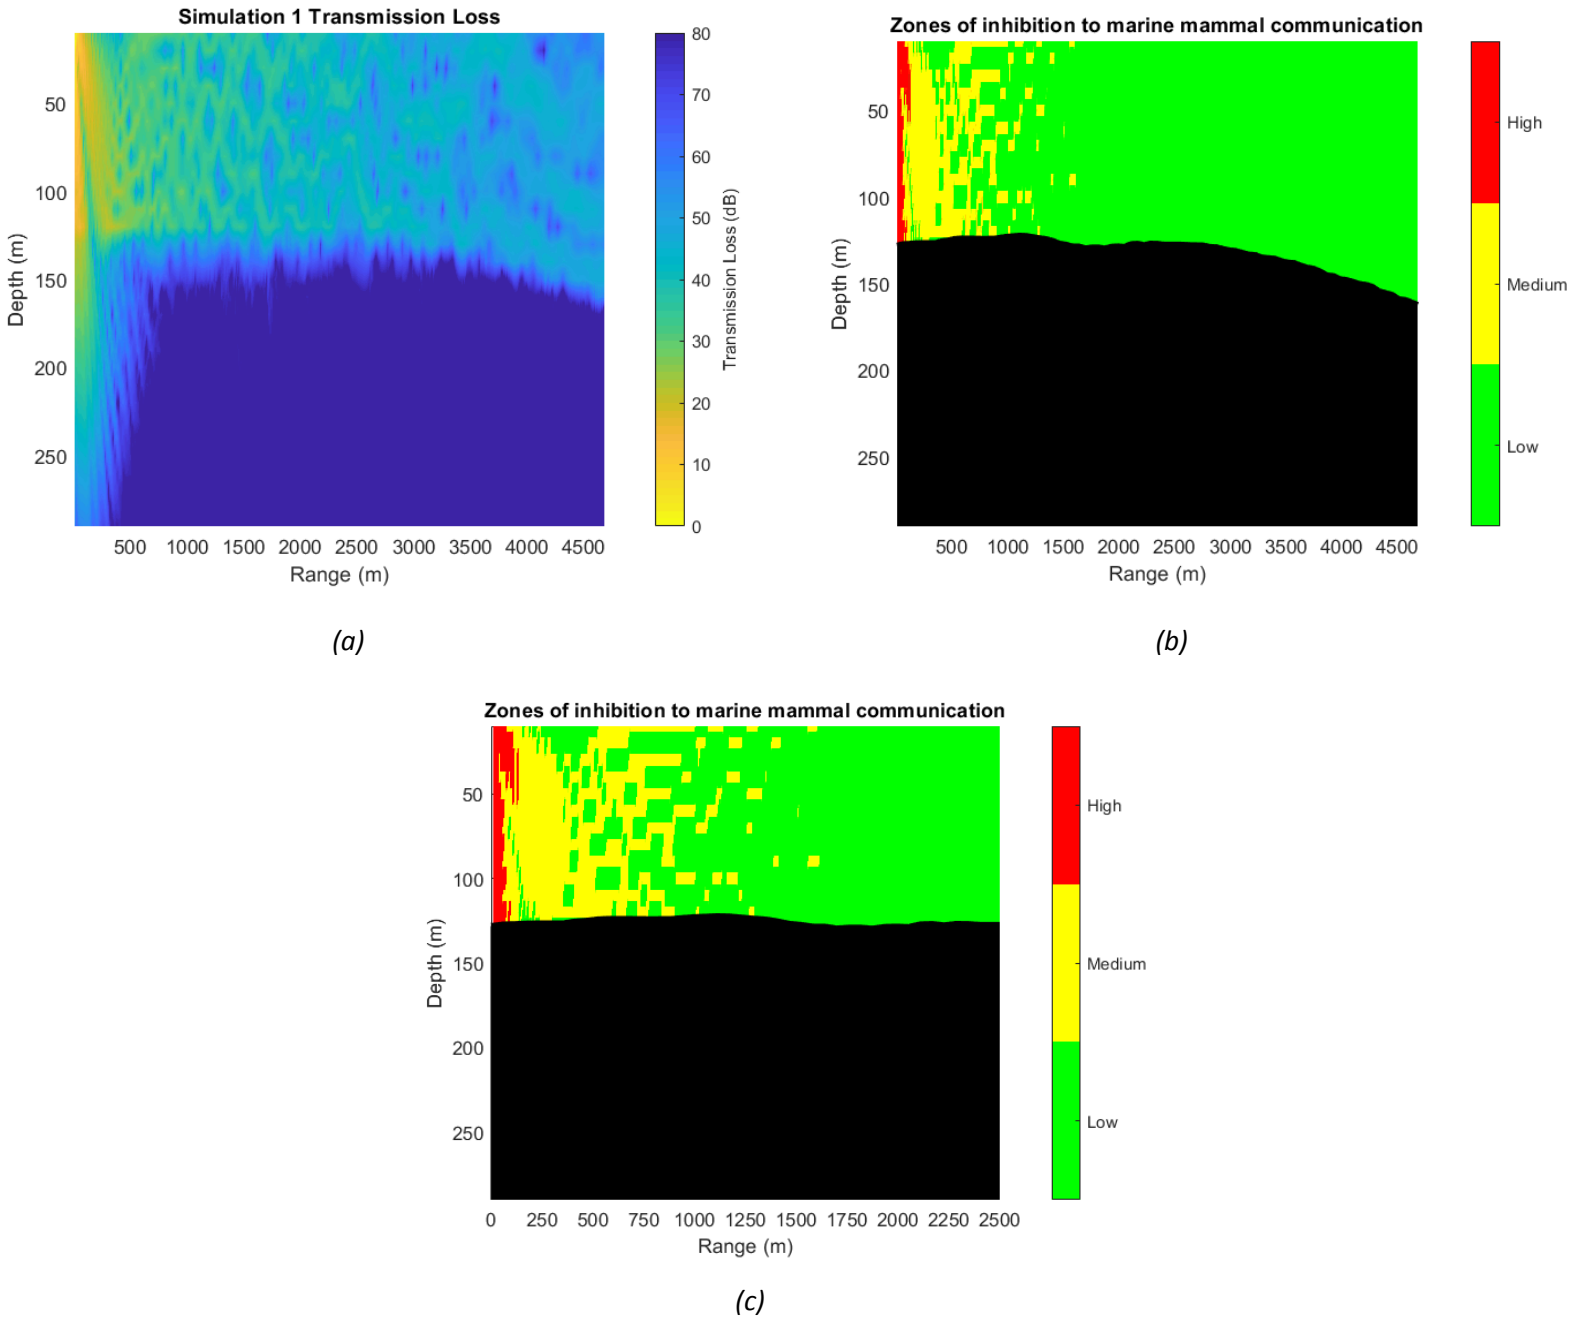 Simulation 1 Transmission Loss
50
100
150
200
250
Depth (m)
500 1000 1500 2000 2500 3000 3500 4000 4500
Range (m)
80
70
60
50
40
30
20
10
0
Transmission Loss (dB)
(a)
Zones of inhibition to marine mammal communication
50
100
150
200
250
Depth (m)
500 1000 1500 2000 2500 3000 3500 4000 4500
Range (m)
High
Medium
Low
(b)
Zones of inhibition to marine mammal communication
50
100
150
200
250
Depth (m)
0 250 500 750 1000 1250 1500 1750 2000 2250 2500
Range (m)
High
Medium
Low
(c)